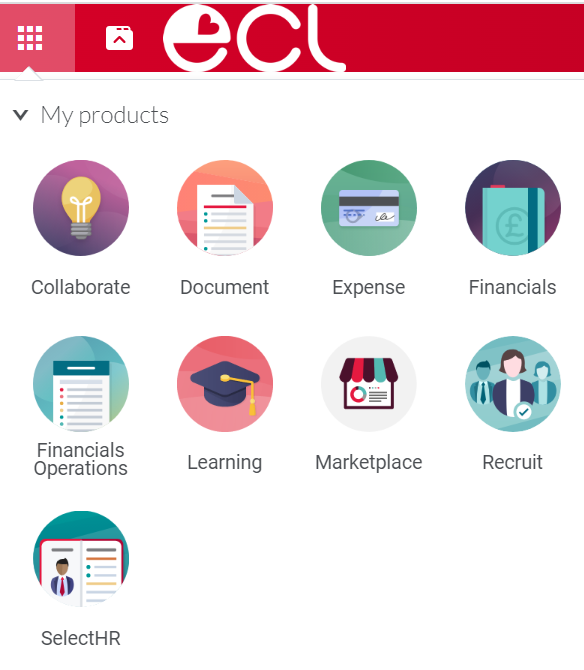 ecl
My products
Collaborate
Document
Expense
Financials
Financials
Operations
Learning
Marketplace
Recruit
SelectHR